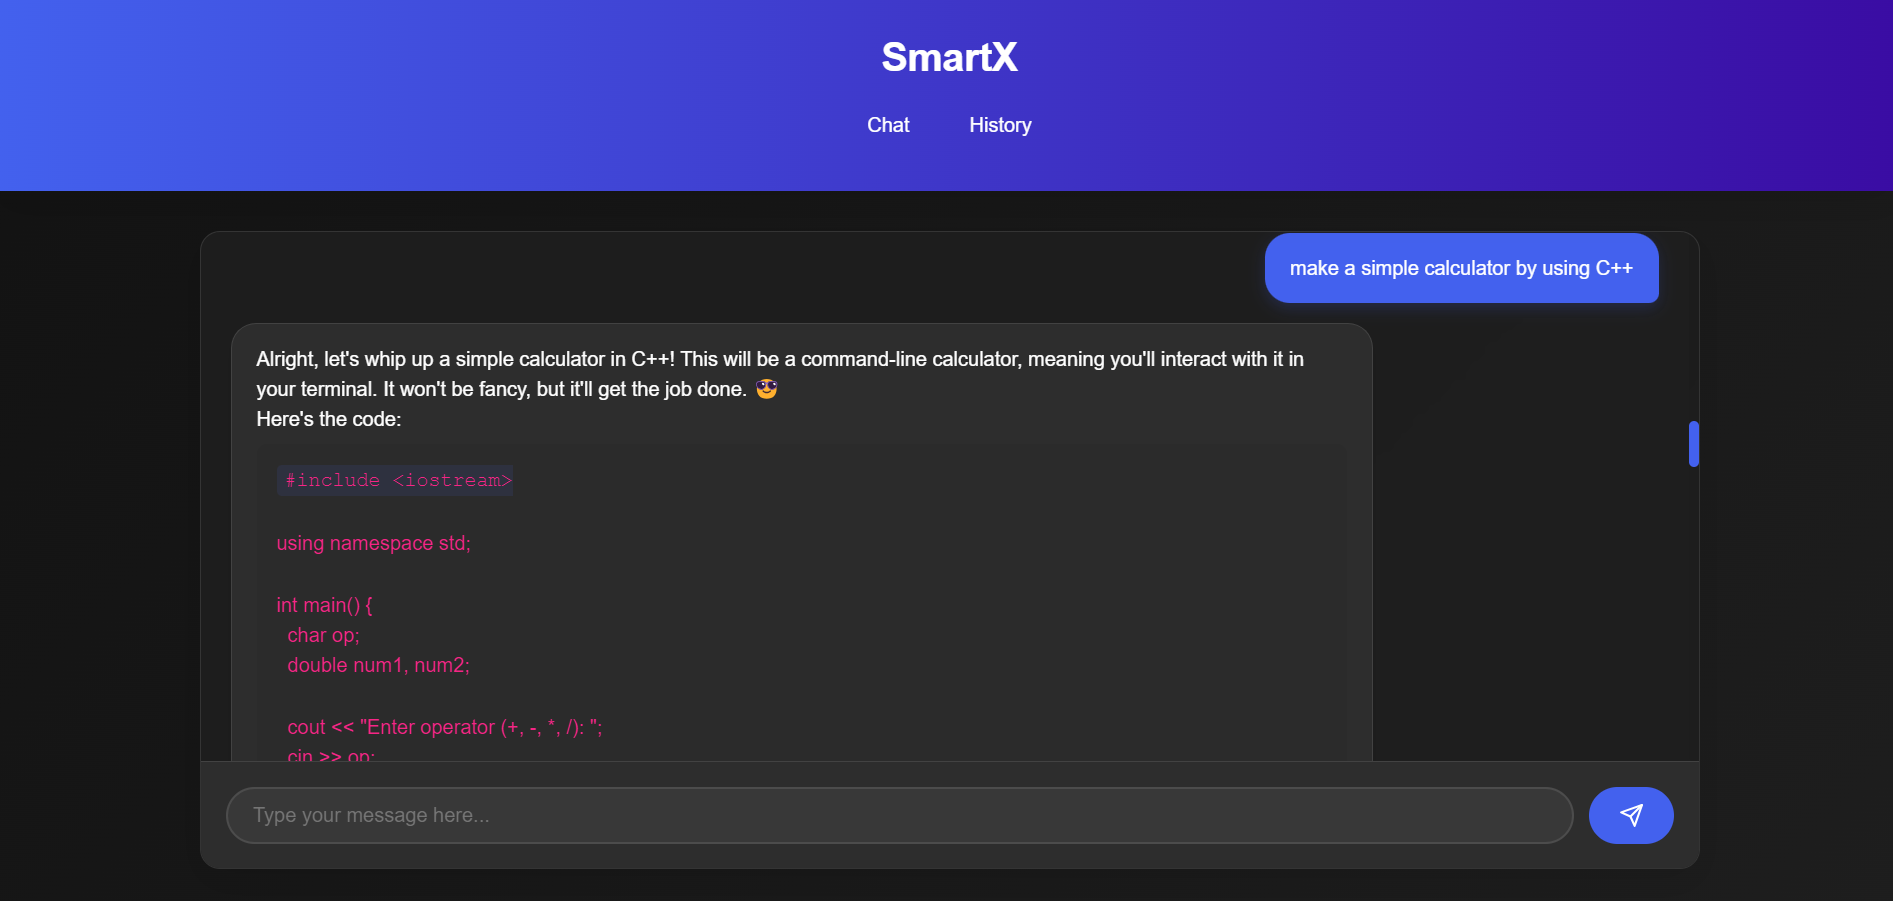 SmartX
Chat History
make a simple calculator by using C++
Alright, let's whip up a simple calculator in C++! This will be a command-line calculator, meaning you'll interact with it in
your terminal. It won't be fancy, but it'll get the job done. 😎
Here's the code:
#include <iostream>
using namespace std;
int main() {
char op;
double num1, num2;
cout << "Enter operator (+, -, *, /): ";
cin >> op;
Type your message here...